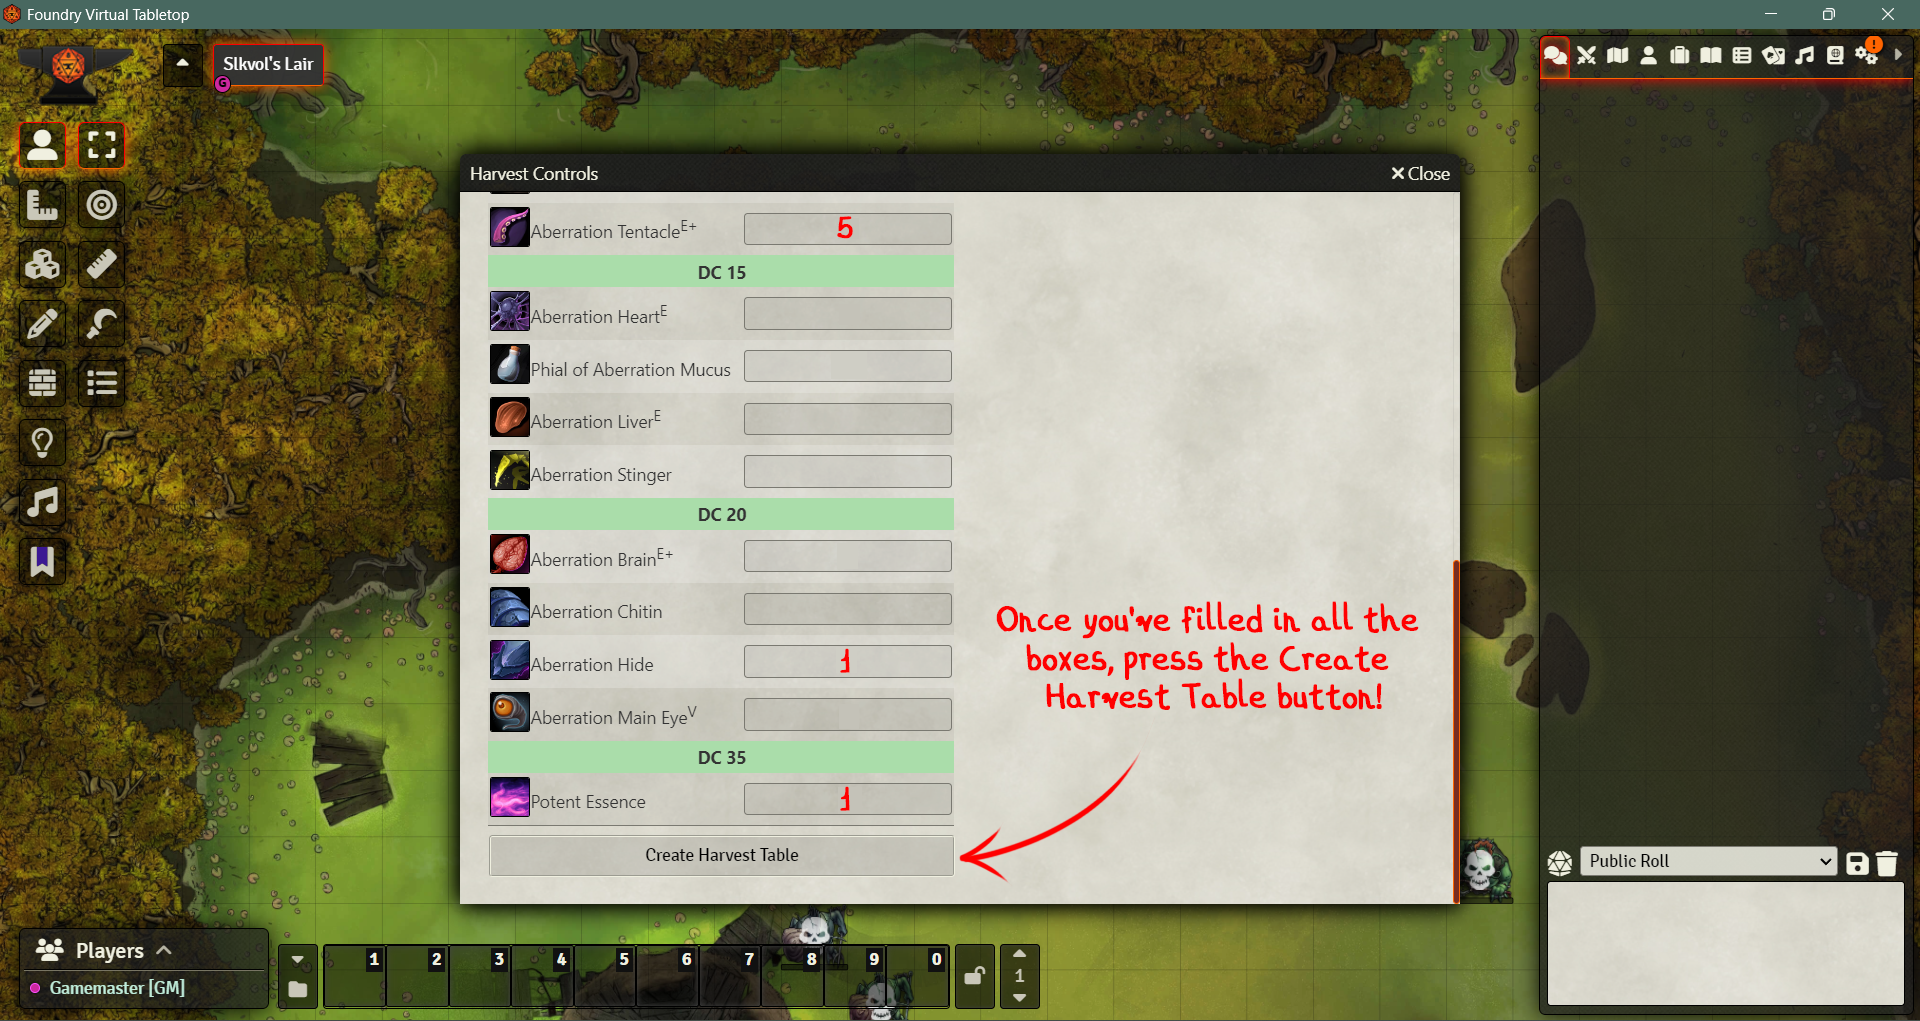 Foundry Virtual Tabletop
Slkvol's Lair
G
Harvest Controls
Close
Aberration TentacleE+
5
DC 15
Aberration HeartE
Phial of Aberration Mucus
Aberration LiverE
Aberration Stinger
DC 20
Aberration BrainE+
Aberration Chitin
Aberration Hide
1
Aberration Main EyeV
DC 35
Potent Essence
1
Create Harvest Table
Once you've filled in all the
boxes, press the Create
Harvest Table button!
Public Roll
Players
Gamemaster [GM]
1 2 3 4 5 6 7 8 9 0
1